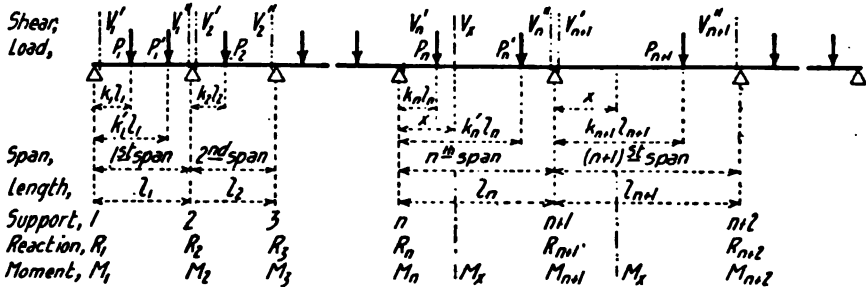 Shear, V₁' V₁" V₂' V₂" Vₙ' Vₓ Vₙ" Vₙ₊₁' Vₙ₊₁"
Load, P₁ P₁' P₂ Pₙ Pₙ' Pₙ₊₁
k₁l₁ k₂l₂ kₙlₙ x
k₁'l₁ x kₙ'lₙ kₙ₊₁lₙ₊₁
Span, 1st span 2nd span nth span (n+1)st span
Length, l₁ l₂ lₙ lₙ₊₁
Support, 1 2 3 n n+1 n+2
Reaction, R₁ R₂ R₃ Rₙ Rₙ₊₁ Rₙ₊₂
Moment, M₁ M₂ M₃ Mₙ Mₓ Mₙ₊₁ Mₓ Mₙ₊₂